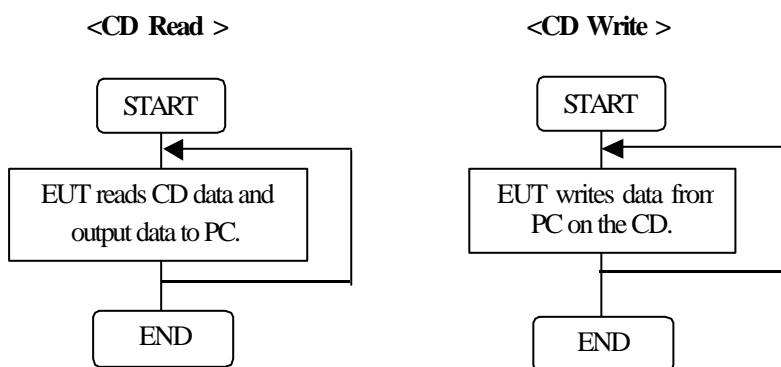 <CD Read >
START
EUT reads CD data and
output data to PC.
END
<CD Write >
START
EUT writes data from
PC on the CD.
END